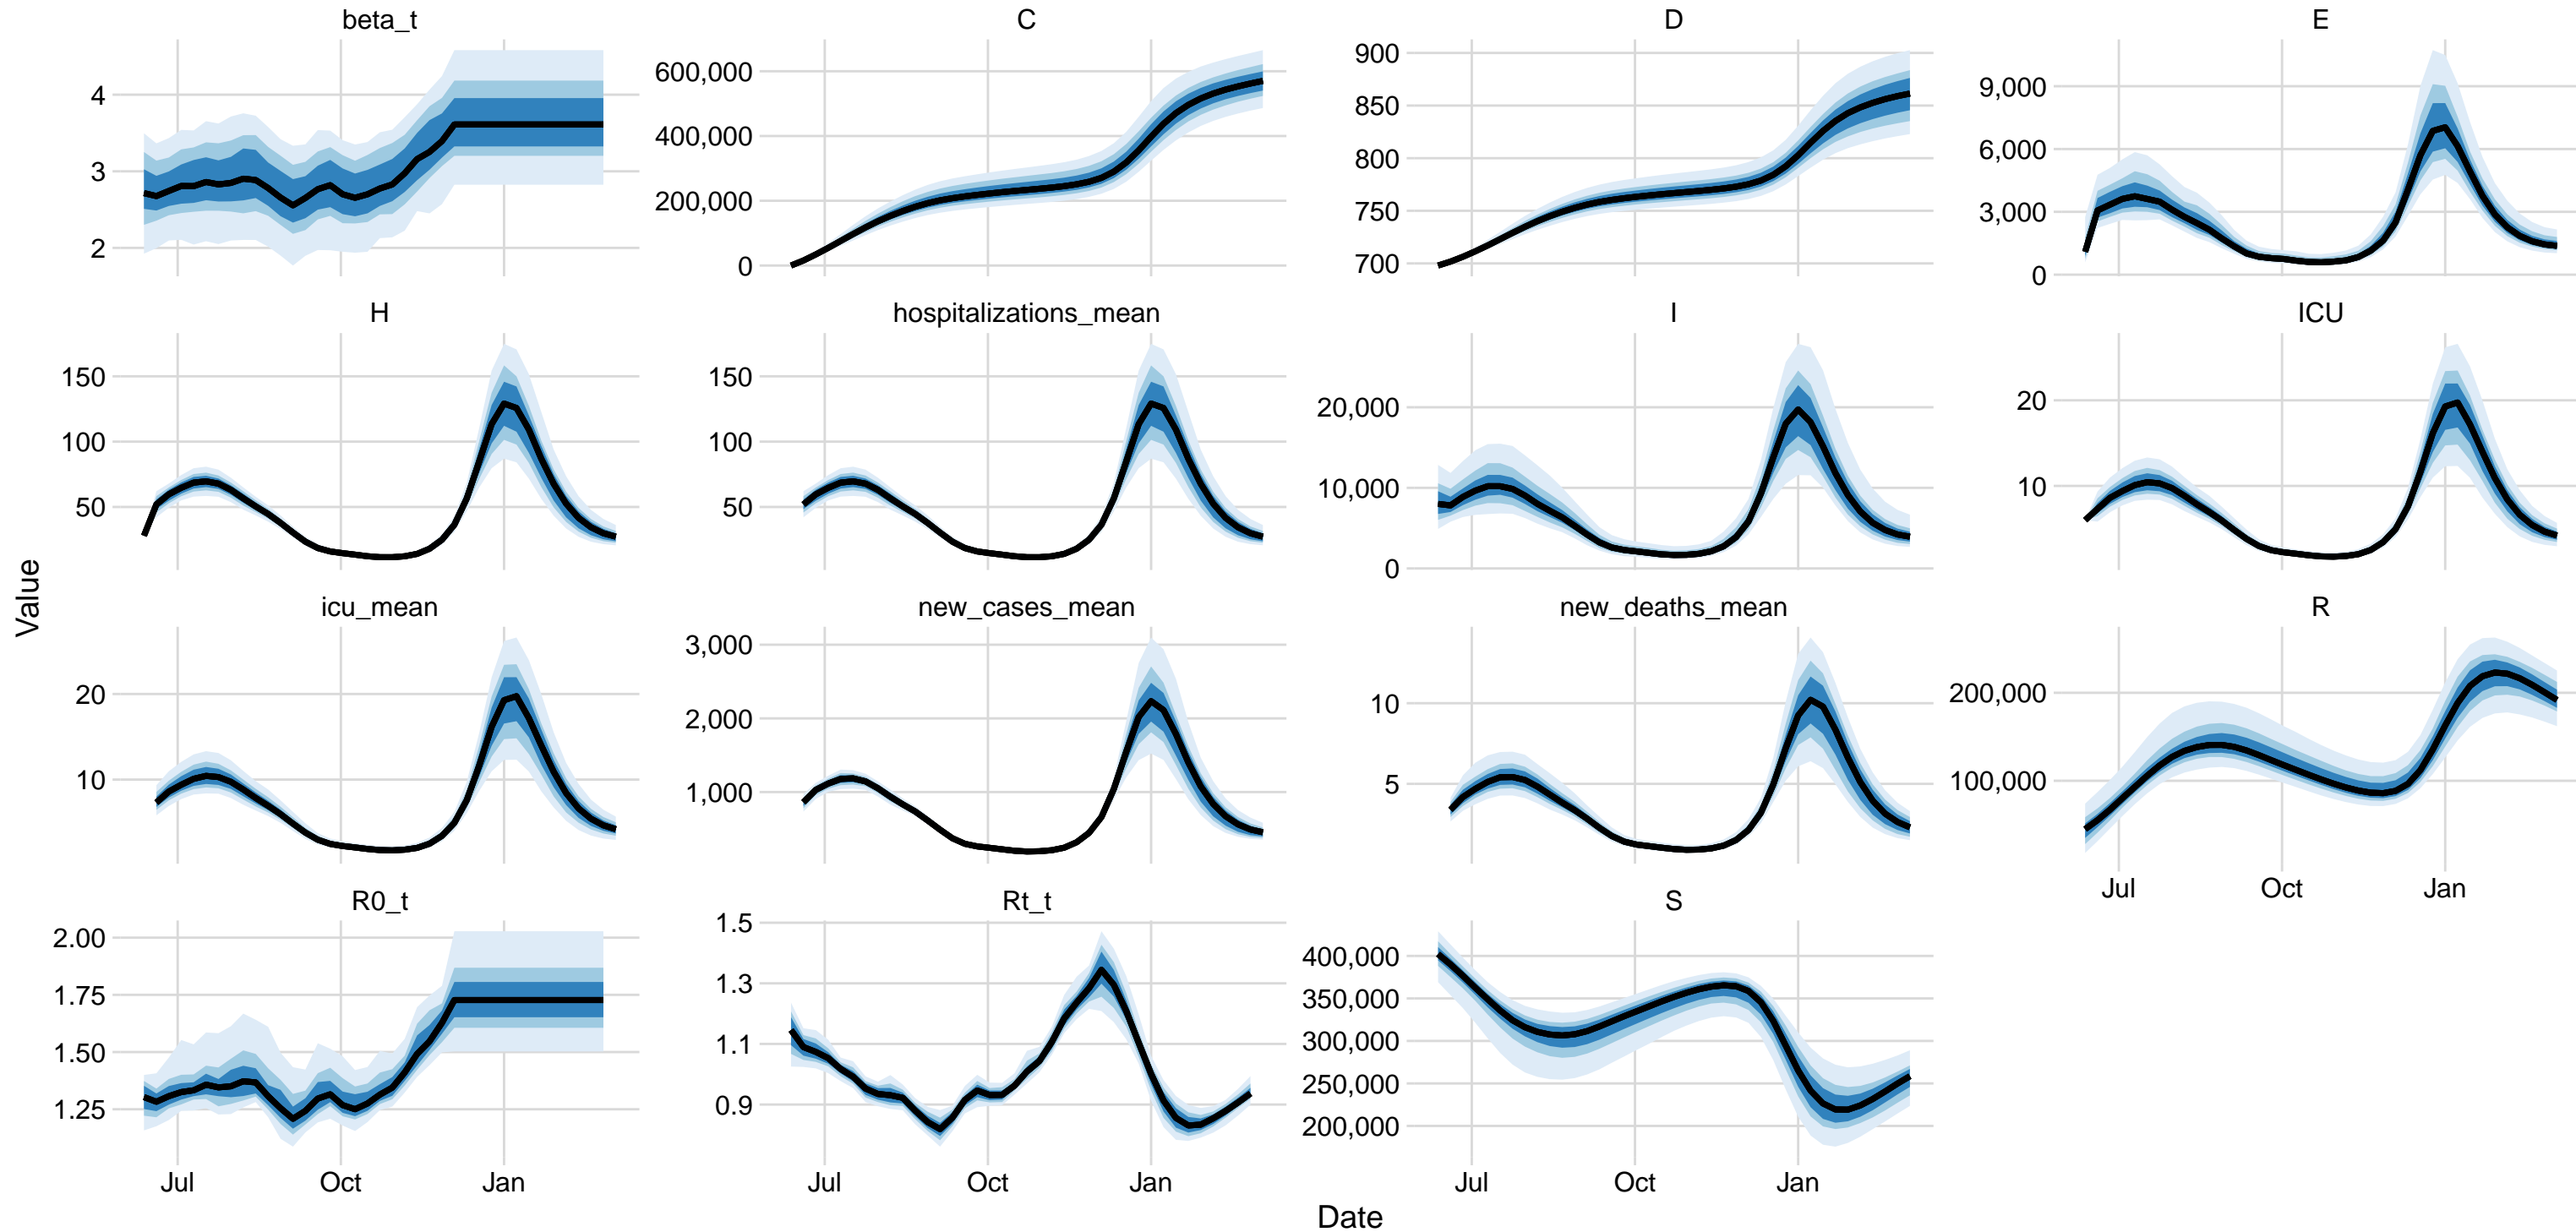 beta_t
C
D
E
4
3
2
600,000
400,000
200,000
0
900
850
800
750
700
9,000
6,000
3,000
0
H
hospitalizations_mean
I
ICU
150
100
50
150
100
50
20,000
10,000
0
20
10
Value
icu_mean
new_cases_mean
new_deaths_mean
R
20
10
3,000
2,000
1,000
10
5
200,000
100,000
Jul Oct Jan
R0_t
Rt_t
S
2.00
1.75
1.50
1.25
1.5
1.3
1.1
0.9
400,000
350,000
300,000
250,000
200,000
Jul Oct Jan
Jul Oct Jan
Jul Oct Jan
Date